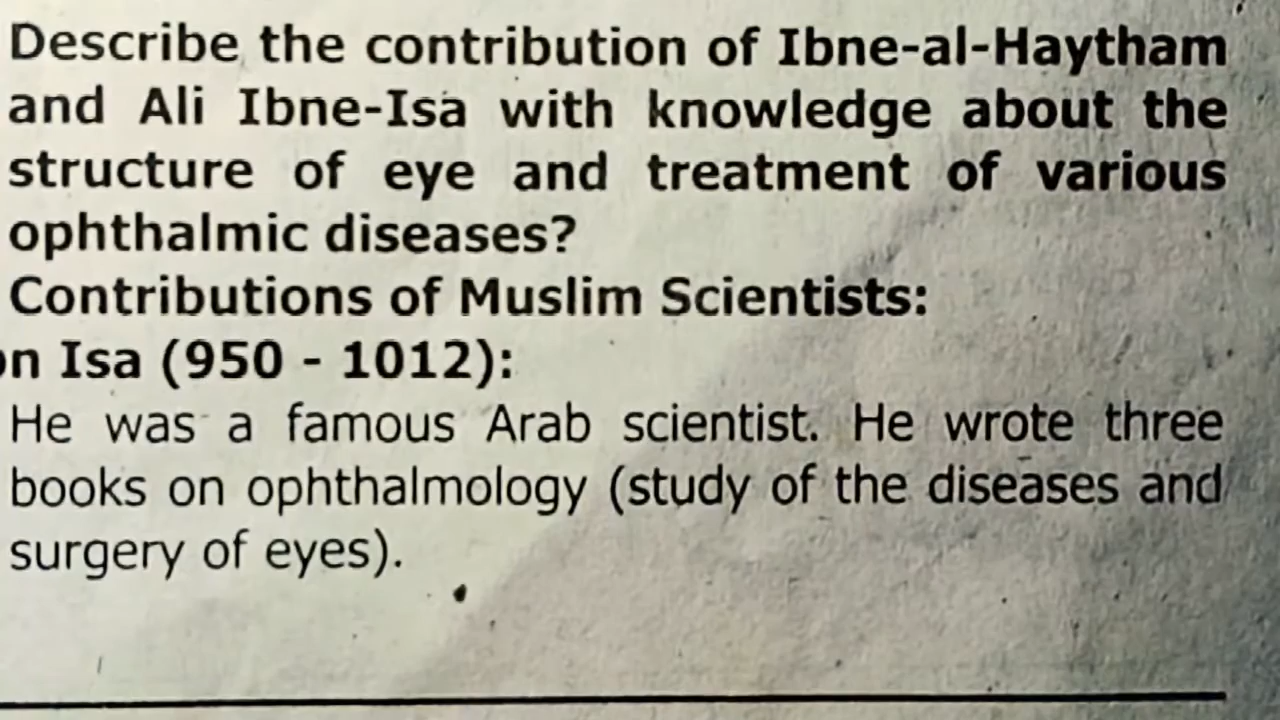 Describe the contribution of Ibne-al-Haytham
and Ali Ibne-Isa with knowledge about the
structure of eye and treatment of various
ophthalmic diseases?
Contributions of Muslim Scientists:
Isa (950 - 1012):
He was a famous Arab scientist. He wrote three
books on ophthalmology (study of the diseases and
surgery of eyes).